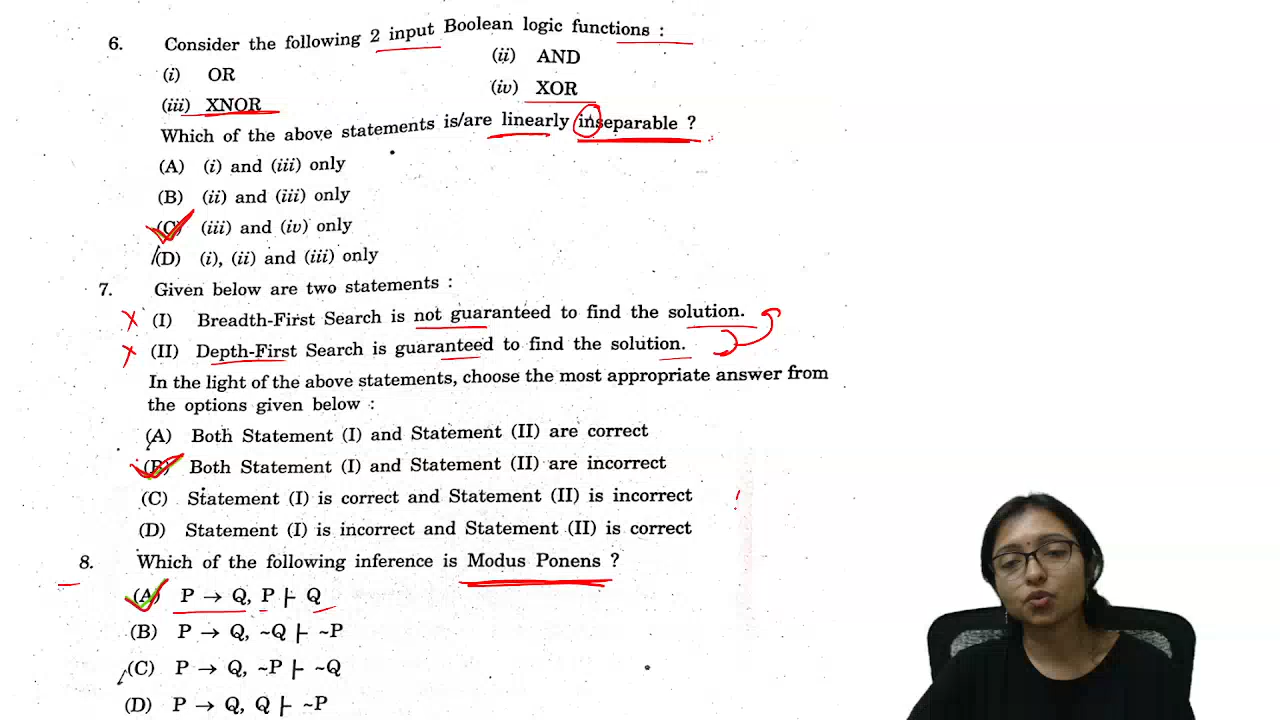 6. Consider the following 2 input Boolean logic functions :
(i) OR (ii) AND
(iii) XNOR (iv) XOR
Which of the above statements is/are linearly inseparable ?
(A) (i) and (iii) only
(B) (ii) and (iii) only
(C) (iii) and (iv) only
(D) (i), (ii) and (iii) only
7. Given below are two statements :
(I) Breadth-First Search is not guaranteed to find the solution.
(II) Depth-First Search is guaranteed to find the solution.
In the light of the above statements, choose the most appropriate answer from
the options given below :
(A) Both Statement (I) and Statement (II) are correct
(B) Both Statement (I) and Statement (II) are incorrect
(C) Statement (I) is correct and Statement (II) is incorrect
(D) Statement (I) is incorrect and Statement (II) is correct
8. Which of the following inference is Modus Ponens ?
(A) P → Q, P ⊢ Q
(B) P → Q, ~Q ⊢ ~P
(C) P → Q, ~P ⊢ ~Q
(D) P → Q, Q ⊢ ~P